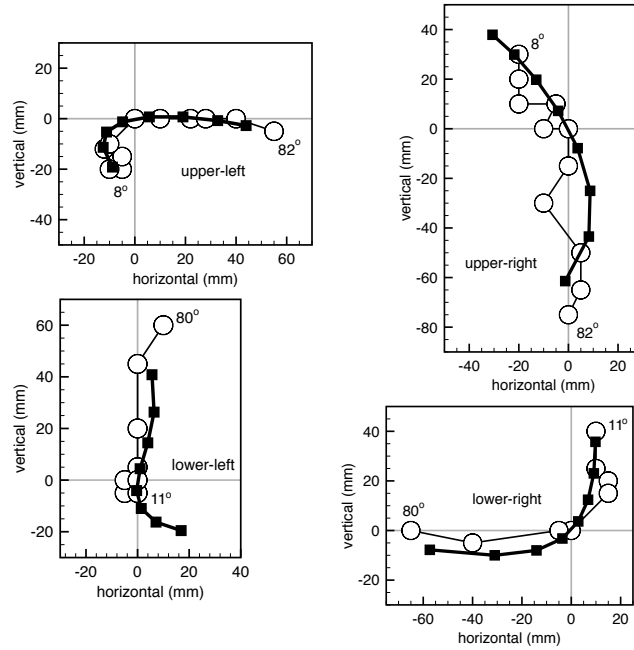 20
0
-20
-40
vertical (mm)
8°
82°
upper-left
-20 0 20 40 60
horizontal (mm)
40
20
0
-20
-40
-60
-80
vertical (mm)
8°
upper-right
82°
-40 -20 0 20
horizontal (mm)
60
40
20
0
-20
vertical (mm)
80°
lower-left
11°
-20 0 20 40
horizontal (mm)
40
20
0
-20
vertical (mm)
11°
lower-right
80°
-60 -40 -20 0 20
horizontal (mm)